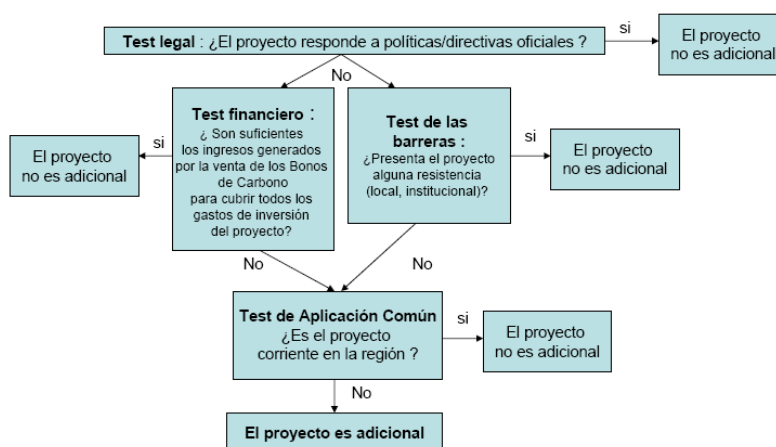 Test legal : ¿El proyecto responde a políticas/directivas oficiales ?
si
El proyecto
no es adicional
No
Test financiero :
¿ Son suficientes
los ingresos generados
por la venta de los Bonos
de Carbono
para cubrir todos los
gastos de inversión
del proyecto?
si
El proyecto
no es adicional
Test de las
barreras :
¿Presenta el proyecto
alguna resistencia
(local, institucional)?
si
El proyecto
no es adicional
No
No
Test de Aplicación Común
¿Es el proyecto
corriente en la región ?
si
El proyecto
no es adicional
No
El proyecto es adicional